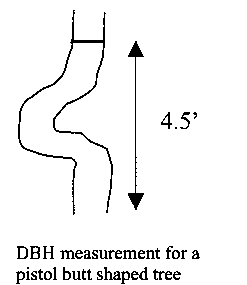 4.5’
DBH measurement for a
pistol butt shaped tree